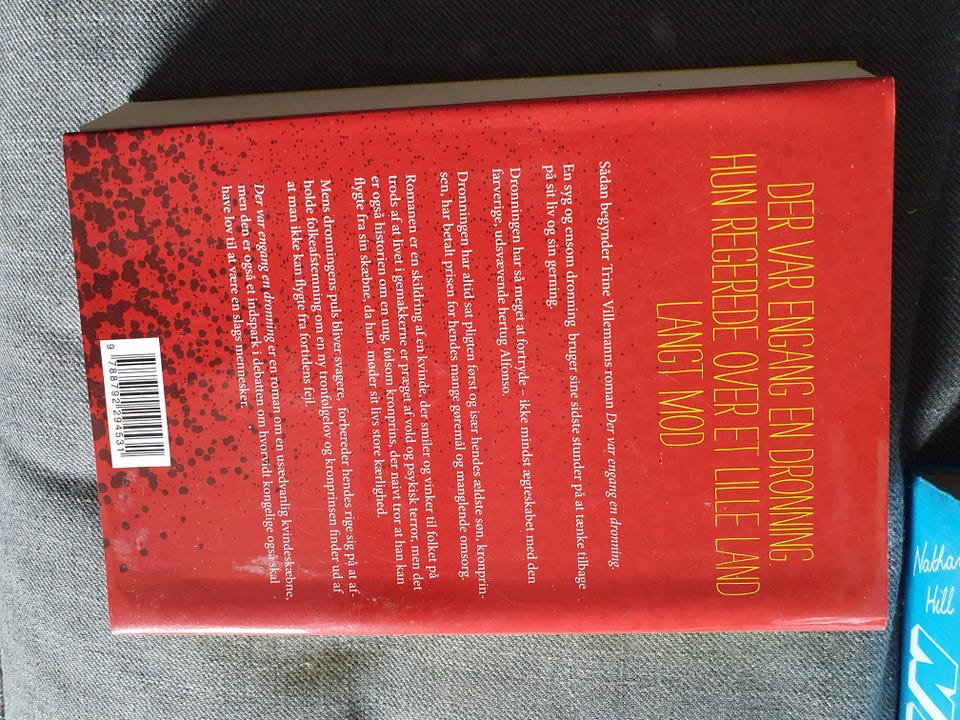 DER VAR ENGANG EN DRONNING
HUN REGEREDE OVER ET LILLE LAND
LANGT MOD ...
Sådan begynder Trine Villemanns roman Der var engang en dronning.
En syg og ensom dronning bruger sine sidste stunder på at tænke tilbage
på sit liv og sin gerning.
Dronningen har så meget at fortryde – ikke mindst ægteskabet med den
farverige, udsvævende hertug Alfonso.
Dronningen har altid sat pligten først og især hendes ældste søn, kronprin-
sen, har betalt prisen for hendes mange gøremål og manglende omsorg.
Romanen er en skildring af en kvinde, der smiler og vinker til folket på
trods af at livet i gemakkerne er præget af vold og psykisk terror, men det
er også historien om en ung, følsom kronprins, der naivt tror at han kan
flygte fra sin skæbne, da han møder sit livs store kærlighed.
Mens dronningens puls bliver svagere, forbereder hendes rige sig på at af-
holde folkeafstemning om en ny tronfølgelov og kronprinsen finder ud af
at man ikke kan flygte fra fortidens fejl.
Der var engang en dronning er en roman om en usædvanlig kvindeskæbne,
men den er også et indspark i debatten om hvorvidt kongelige også skal
have lov til at være en slags mennesker.
9 788792 294531
Nathan
Hill